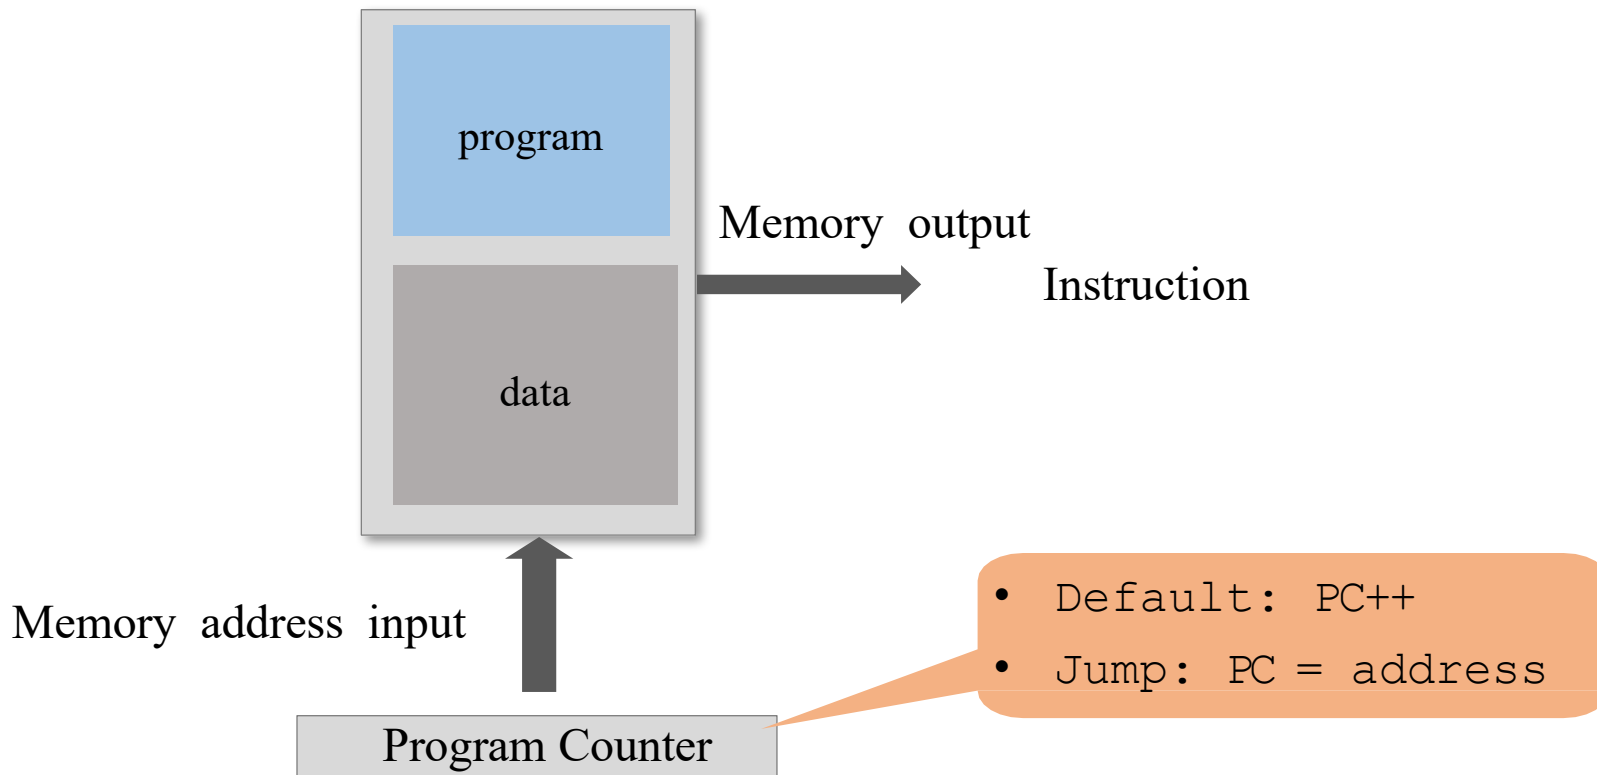 program
Memory output
Instruction
data
Memory address input
• Default: PC++
• Jump: PC = address
Program Counter